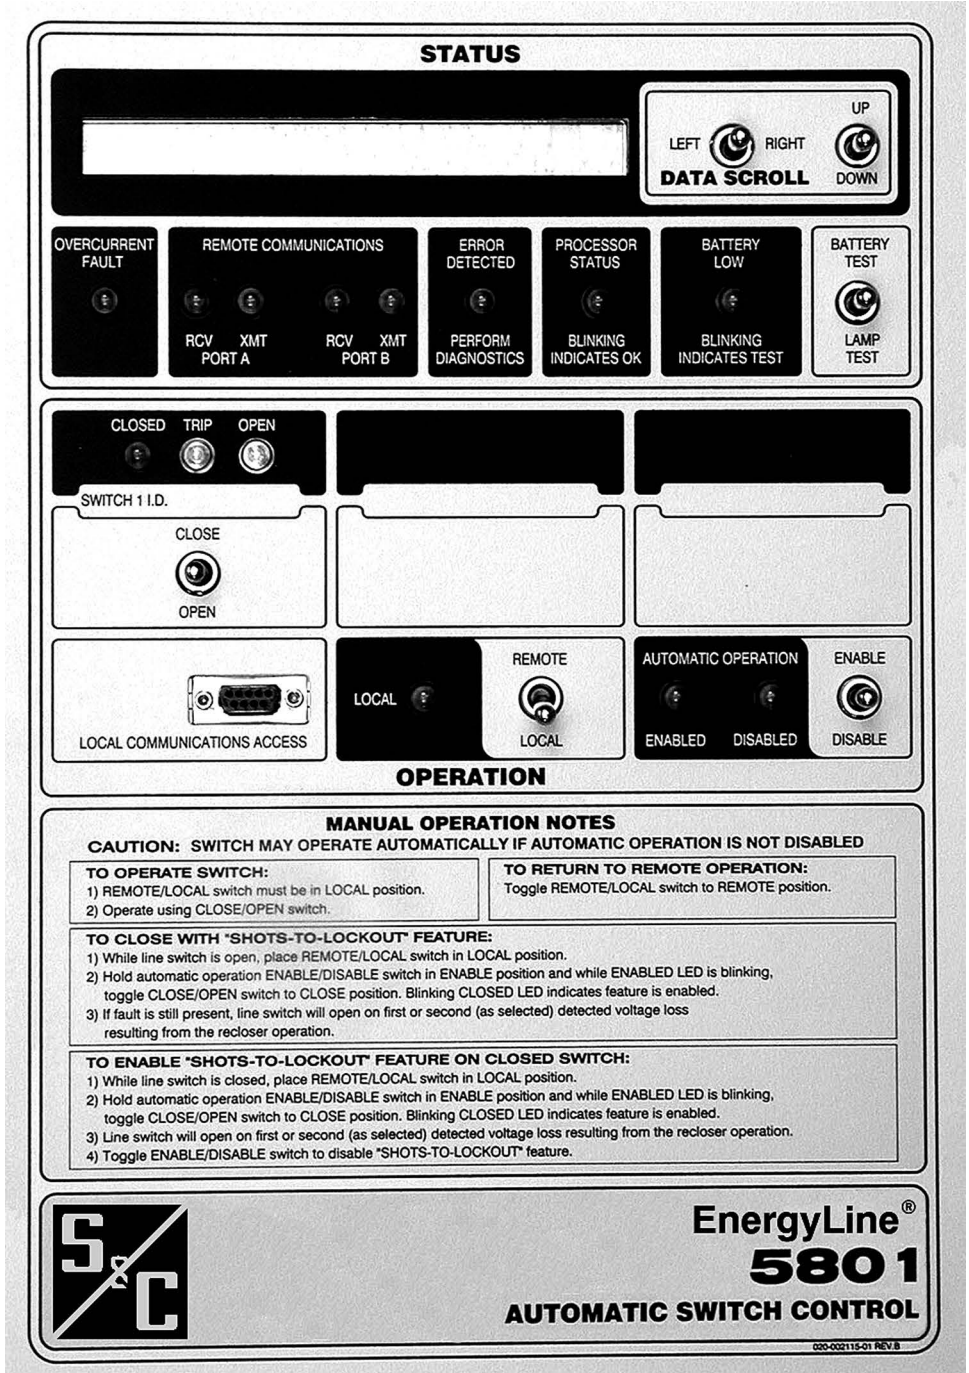 STATUS
UP
LEFT RIGHT
DATA SCROLL DOWN
OVERCURRENT
FAULT
REMOTE COMMUNICATIONS
RCV XMT RCV XMT
PORT A PORT B
ERROR
DETECTED
PERFORM
DIAGNOSTICS
PROCESSOR
STATUS
BLINKING
INDICATES OK
BATTERY
LOW
BLINKING
INDICATES TEST
BATTERY
TEST
LAMP
TEST
CLOSED TRIP OPEN
SWITCH 1 I.D.
CLOSE
OPEN
LOCAL COMMUNICATIONS ACCESS
LOCAL
REMOTE
LOCAL
AUTOMATIC OPERATION
ENABLED DISABLED
ENABLE
DISABLE
OPERATION
MANUAL OPERATION NOTES
CAUTION: SWITCH MAY OPERATE AUTOMATICALLY IF AUTOMATIC OPERATION IS NOT DISABLED
TO OPERATE SWITCH:
1) REMOTE/LOCAL switch must be in LOCAL position.
2) Operate using CLOSE/OPEN switch.
TO RETURN TO REMOTE OPERATION:
Toggle REMOTE/LOCAL switch to REMOTE position.
TO CLOSE WITH "SHOTS-TO-LOCKOUT" FEATURE:
1) While line switch is open, place REMOTE/LOCAL switch in LOCAL position.
2) Hold automatic operation ENABLE/DISABLE switch in ENABLE position and while ENABLED LED is blinking,
toggle CLOSE/OPEN switch to CLOSE position. Blinking CLOSED LED indicates feature is enabled.
3) If fault is still present, line switch will open on first or second (as selected) detected voltage loss
resulting from the recloser operation.
TO ENABLE "SHOTS-TO-LOCKOUT" FEATURE ON CLOSED SWITCH:
1) While line switch is closed, place REMOTE/LOCAL switch in LOCAL position.
2) Hold automatic operation ENABLE/DISABLE switch in ENABLE position and while ENABLED LED is blinking,
toggle CLOSE/OPEN switch to CLOSE position. Blinking CLOSED LED indicates feature is enabled.
3) Line switch will open on first or second (as selected) detected voltage loss resulting from the recloser operation.
4) Toggle ENABLE/DISABLE switch to disable "SHOTS-TO-LOCKOUT" feature.
S&C
EnergyLine®
5801
AUTOMATIC SWITCH CONTROL
020-002115-01 REV.B